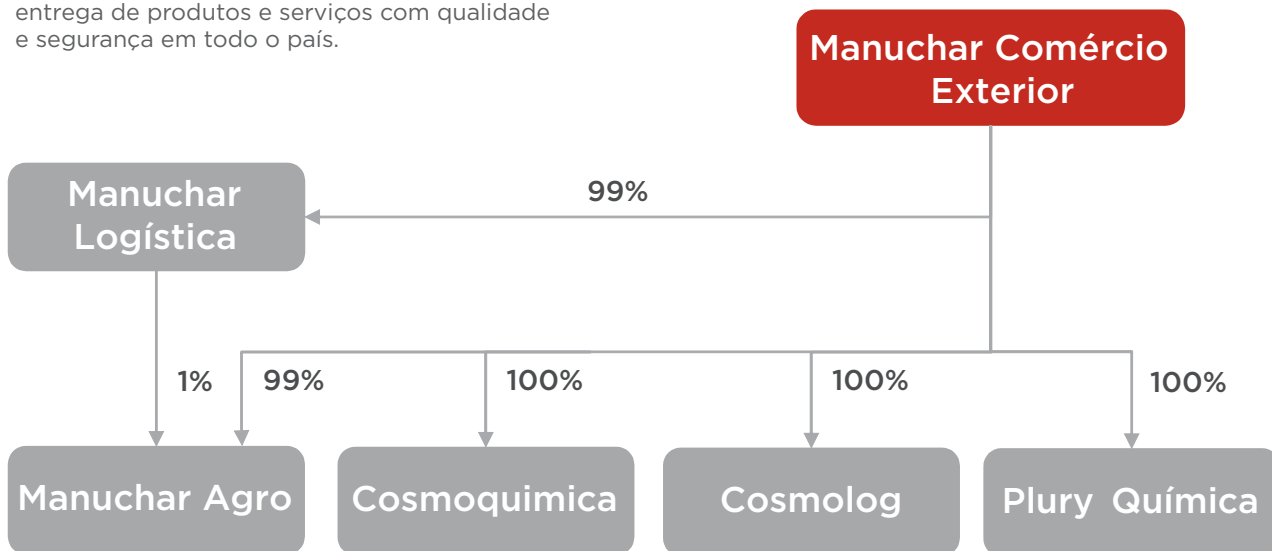 entrega de produtos e serviços com qualidade
e segurança em todo o país.
Manuchar Comércio
Exterior
Manuchar
Logística
99%
1%
99%
100%
100%
100%
Manuchar Agro
Cosmoquimica
Cosmolog
Plury Química